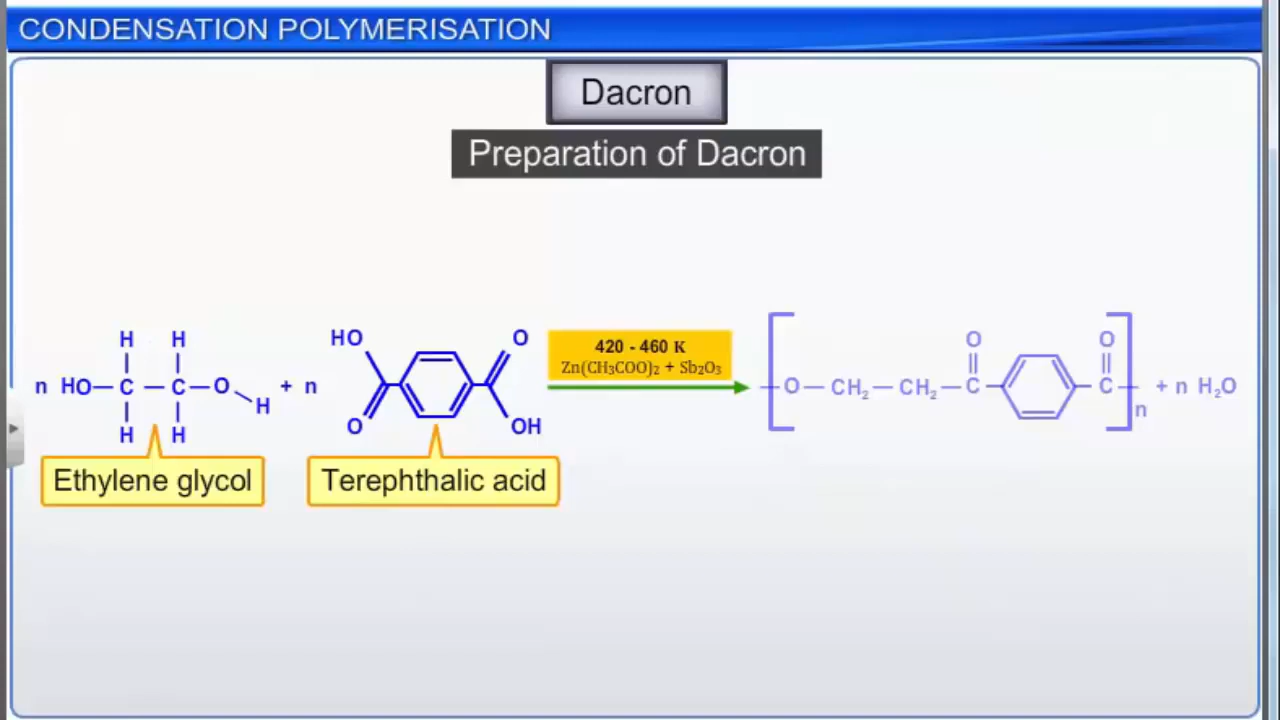 CONDENSATION POLYMERISATION
Dacron
Preparation of Dacron
H H HO O 420 - 460 K O O
Zn(CH₃COO)₂ + Sb₂O₃
n HO C C O H + n O CH₂ CH₂ C C n + n H₂O
H H O OH
Ethylene glycol Terephthalic acid